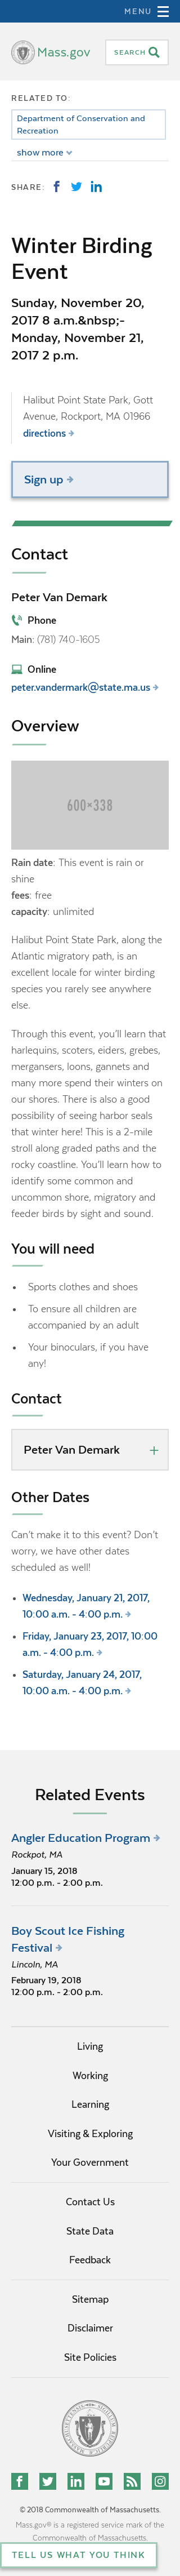 MENU
Mass.gov
SEARCH
RELATED TO:
Department of Conservation and
Recreation
show more
SHARE:
Winter Birding
Event
Sunday, November 20,
2017 8 a.m.&nbsp;-
Monday, November 21,
2017 2 p.m.
Halibut Point State Park, Gott
Avenue, Rockport, MA 01966
directions
Sign up
Contact
Peter Van Demark
Phone
Main: (781) 740-1605
Online
peter.vandermark@state.ma.us
Overview
600×338
Rain date: This event is rain or
shine
fees: free
capacity: unlimited
Halibut Point State Park, along the
Atlantic migratory path, is an
excellent locale for winter birding
species you rarely see anywhere
else.
Through this event, you'll learn that
harlequins, scoters, eiders, grebes,
mergansers, loons, gannets and
many more spend their winters on
our shores. There is also a good
possibility of seeing harbor seals
that winter here! This is a 2-mile
stroll along graded paths and the
rocky coastline. You'll learn how to
identify some common and
uncommon shore, migratory and
feeder birds by sight and sound.
You will need
Sports clothes and shoes
To ensure all children are
accompanied by an adult
Your binoculars, if you have
any!
Contact
Peter Van Demark
Other Dates
Can't make it to this event? Don't
worry, we have other dates
scheduled as well!
Wednesday, January 21, 2017,
10:00 a.m. - 4:00 p.m.
Friday, January 23, 2017, 10:00
a.m. - 4:00 p.m.
Saturday, January 24, 2017,
10:00 a.m. - 4:00 p.m.
Related Events
Angler Education Program
Rockpot, MA
January 15, 2018
12:00 p.m. - 2:00 p.m.
Boy Scout Ice Fishing
Festival
Lincoln, MA
February 19, 2018
12:00 p.m. - 2:00 p.m.
Living
Working
Learning
Visiting & Exploring
Your Government
Contact Us
State Data
Feedback
Sitemap
Disclaimer
Site Policies
© 2018 Commonwealth of Massachusetts.
Mass.gov® is a registered service mark of the
Commonwealth of Massachusetts.
TELL US WHAT YOU THINK